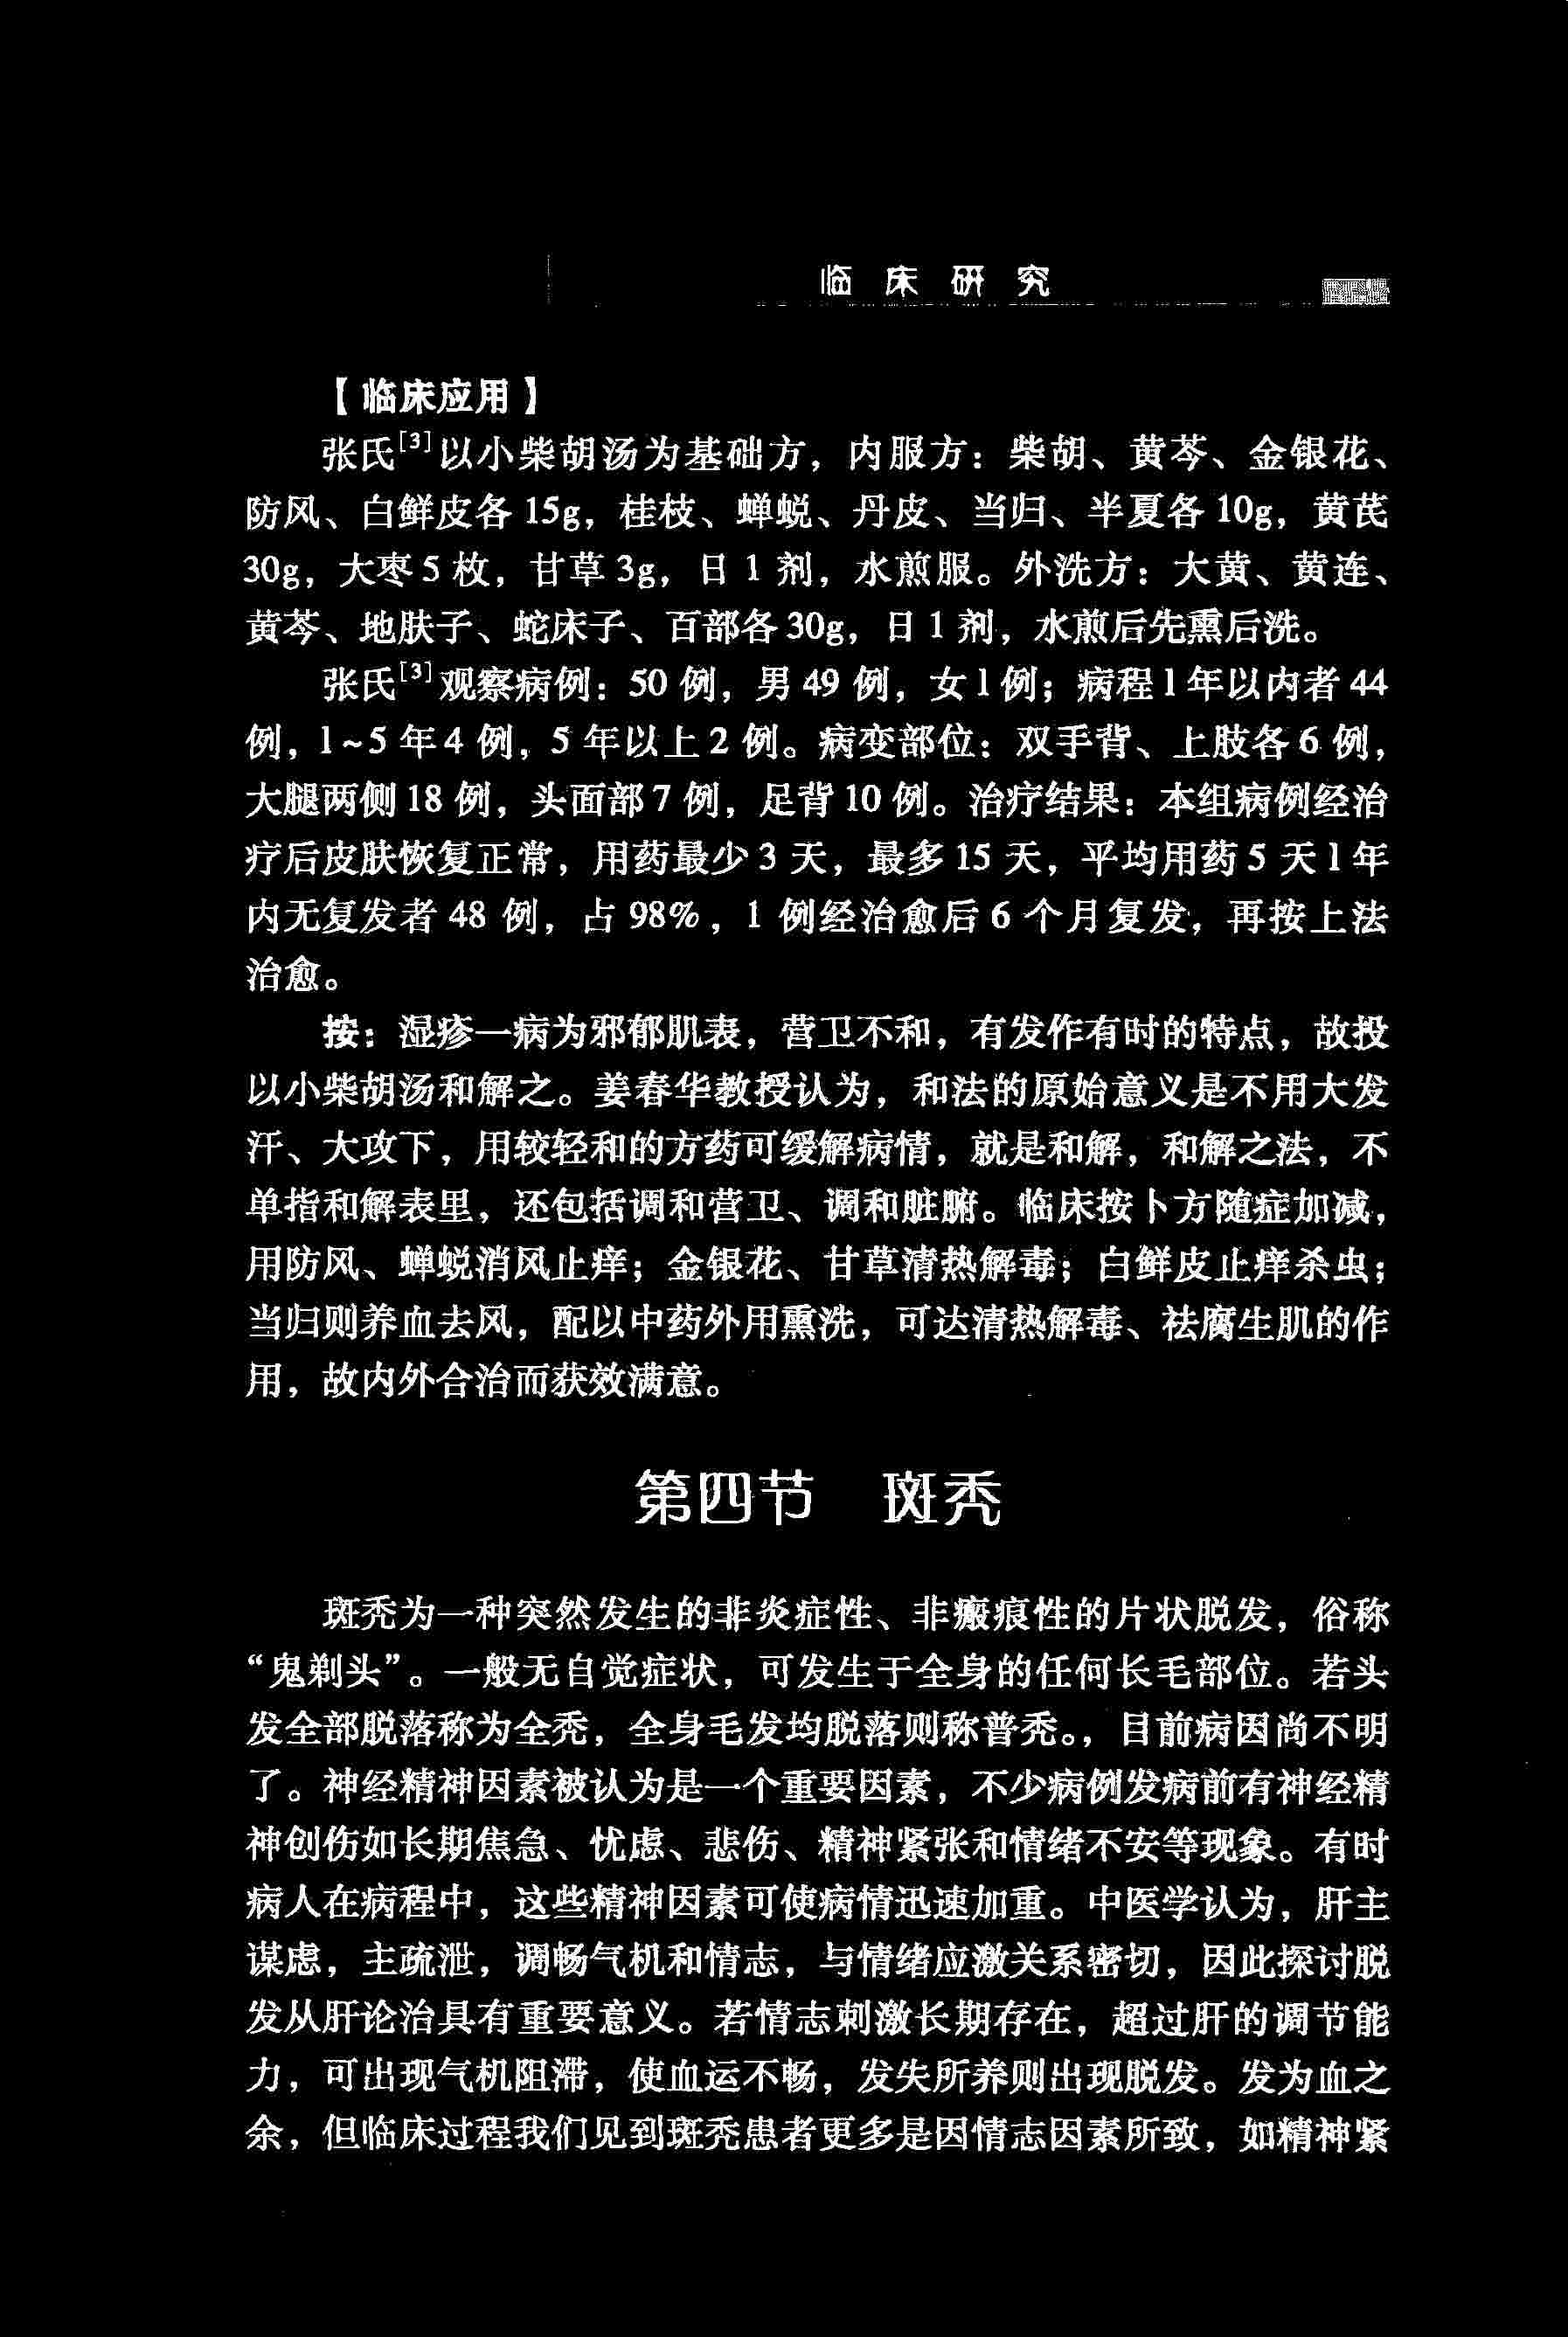 临床研究
【临床应用】
张氏[3]以小柴胡汤为基础方，内服方：柴胡、黄芩、金银花、
防风、白鲜皮各15g，桂枝、蝉蜕、丹皮、当归、半夏各10g，黄芪
30g，大枣5枚，甘草3g，日1剂，水煎服。外洗方：大黄、黄连、
黄芩、地肤子、蛇床子、百部各30g，日1剂，水煎后先熏后洗。
张氏[3]观察病例：50例，男49例，女1例；病程1年以内者44
例，1~5年4例，5年以上2例。病变部位：双手背、上肢各6例，
大腿两侧18例，头面部7例，足背10例。治疗结果：本组病例经治
疗后皮肤恢复正常，用药最少3天，最多15天，平均用药5天1年
内无复发者48例，占98%，1例经治愈后6个月复发，再按上法
治愈。
按：湿疹一病为邪郁肌表，营卫不和，有发作有时的特点，故投
以小柴胡汤和解之。姜春华教授认为，和法的原始意义是不用大发
汗、大攻下，用较轻和的方药可缓解病情，就是和解，和解之法，不
单指和解表里，还包括调和营卫、调和脏腑。临床按卜方随症加减，
用防风、蝉蜕消风止痒；金银花、甘草清热解毒；白鲜皮止痒杀虫；
当归则养血去风，配以中药外用熏洗，可达清热解毒、祛腐生肌的作
用，故内外合治而获效满意。
第四节 斑秃
斑秃为一种突然发生的非炎症性、非瘢痕性的片状脱发，俗称
“鬼剃头”。一般无自觉症状，可发生于全身的任何长毛部位。若头
发全部脱落称为全秃，全身毛发均脱落则称普秃。，目前病因尚不明
了。神经精神因素被认为是一个重要因素，不少病例发病前有神经精
神创伤如长期焦急、忧虑、悲伤、精神紧张和情绪不安等现象。有时
病人在病程中，这些精神因素可使病情迅速加重。中医学认为，肝主
谋虑，主疏泄，调畅气机和情志，与情绪应激关系密切，因此探讨脱
发从肝论治具有重要意义。若情志刺激长期存在，超过肝的调节能
力，可出现气机阻滞，使血运不畅，发失所养则出现脱发。发为血之
余，但临床过程我们见到斑秃患者更多是因情志因素所致，如精神紧